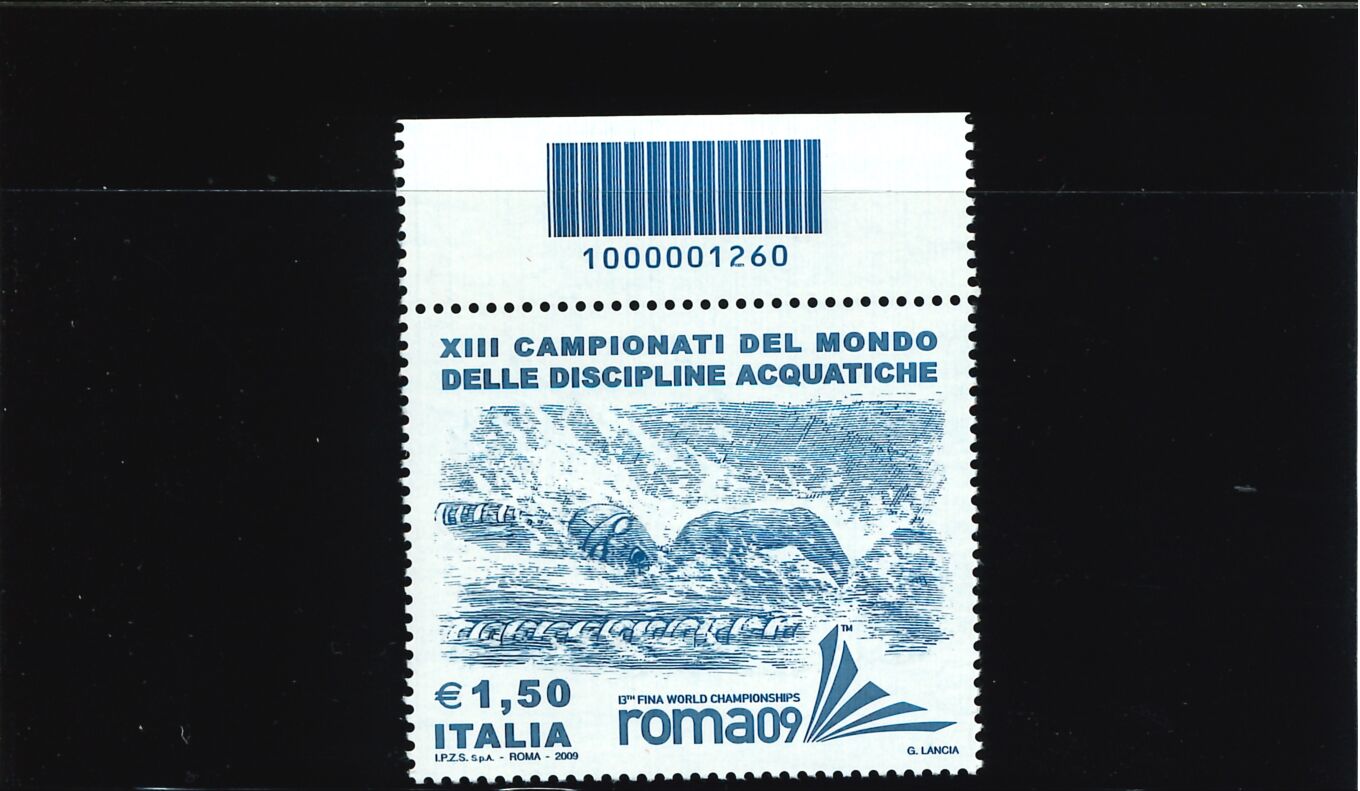 1000001260
XIII CAMPIONATI DEL MONDO
DELLE DISCIPLINE ACQUATICHE
TM
€ 1,50
13TH FINA WORLD CHAMPIONSHIPS
roma09
ITALIA
I.P.Z.S. S.p.A. - ROMA - 2009
G. LANCIA